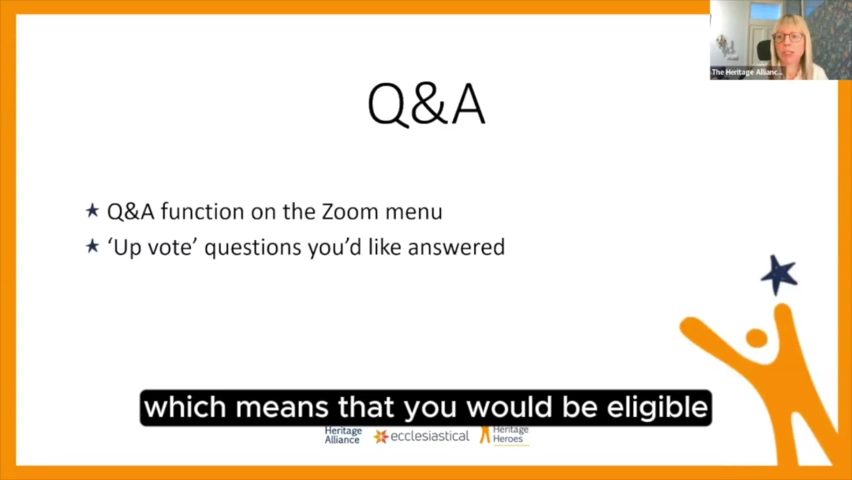 The Heritage Allianc...
Q&A
Q&A function on the Zoom menu
'Up vote' questions you'd like answered
which means that you would be eligible
Heritage
Alliance
ecclesiastical
Heritage
Heroes